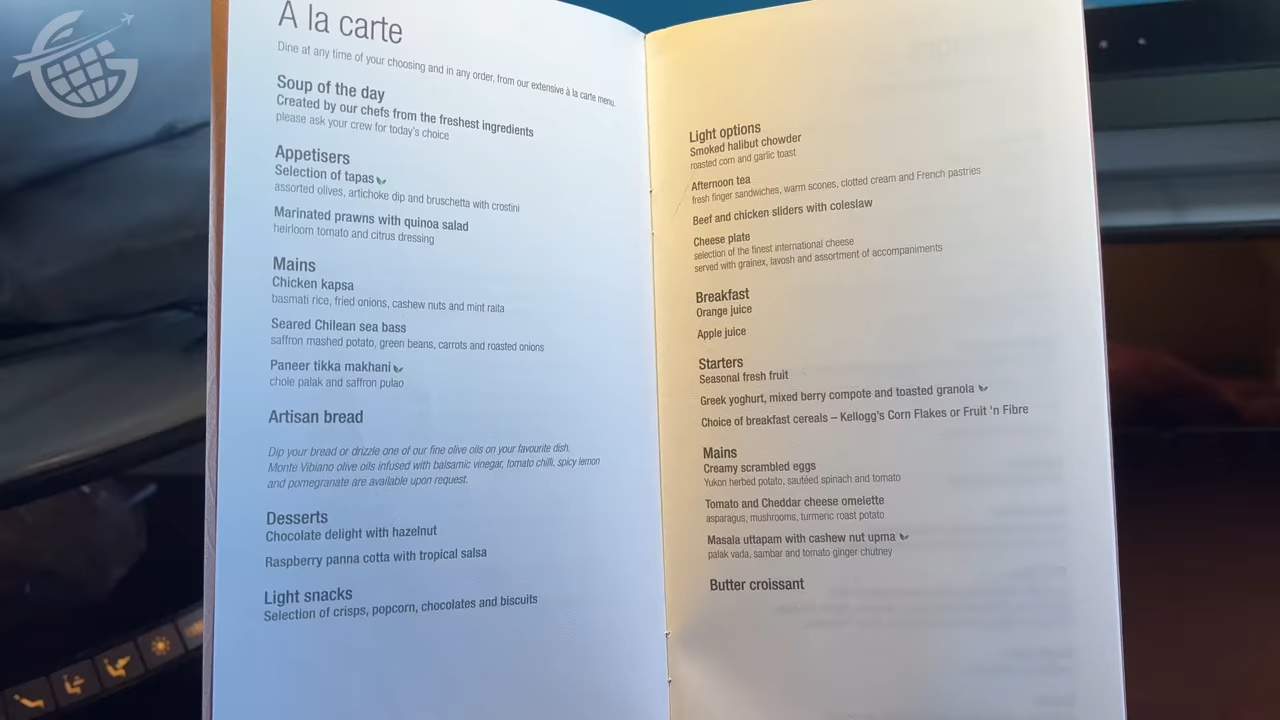 À la carte
Dine at any time of your choosing and in any order, from our extensive à la carte menu.
Soup of the day
Created by our chefs from the freshest ingredients
please ask your crew for today's choice
Appetisers
Selection of tapas
assorted olives, artichoke dip and bruschetta with crostini
Marinated prawns with quinoa salad
heirloom tomato and citrus dressing
Mains
Chicken kapsa
basmati rice, fried onions, cashew nuts and mint raita
Seared Chilean sea bass
saffron mashed potato, green beans, carrots and roasted onions
Paneer tikka makhani
chole palak and saffron pulao
Artisan bread
Dip your bread or drizzle one of our fine olive oils on your favourite dish.
Monte Vibiano olive oils infused with balsamic vinegar, tomato chilli, spicy lemon
and pomegranate are available upon request.
Desserts
Chocolate delight with hazelnut
Raspberry panna cotta with tropical salsa
Light snacks
Selection of crisps, popcorn, chocolates and biscuits
Light options
Smoked halibut chowder
roasted corn and garlic toast
Afternoon tea
fresh finger sandwiches, warm scones, clotted cream and French pastries
Beef and chicken sliders with coleslaw
Cheese plate
selection of the finest international cheese
served with grainex, lavosh and assortment of accompaniments
Breakfast
Orange juice
Apple juice
Starters
Seasonal fresh fruit
Greek yoghurt, mixed berry compote and toasted granola
Choice of breakfast cereals – Kellogg's Corn Flakes or Fruit 'n Fibre
Mains
Creamy scrambled eggs
Yukon herbed potato, sautéed spinach and tomato
Tomato and Cheddar cheese omelette
asparagus, mushrooms, turmeric roast potato
Masala uttapam with cashew nut upma
palak vada, sambar and tomato ginger chutney
Butter croissant